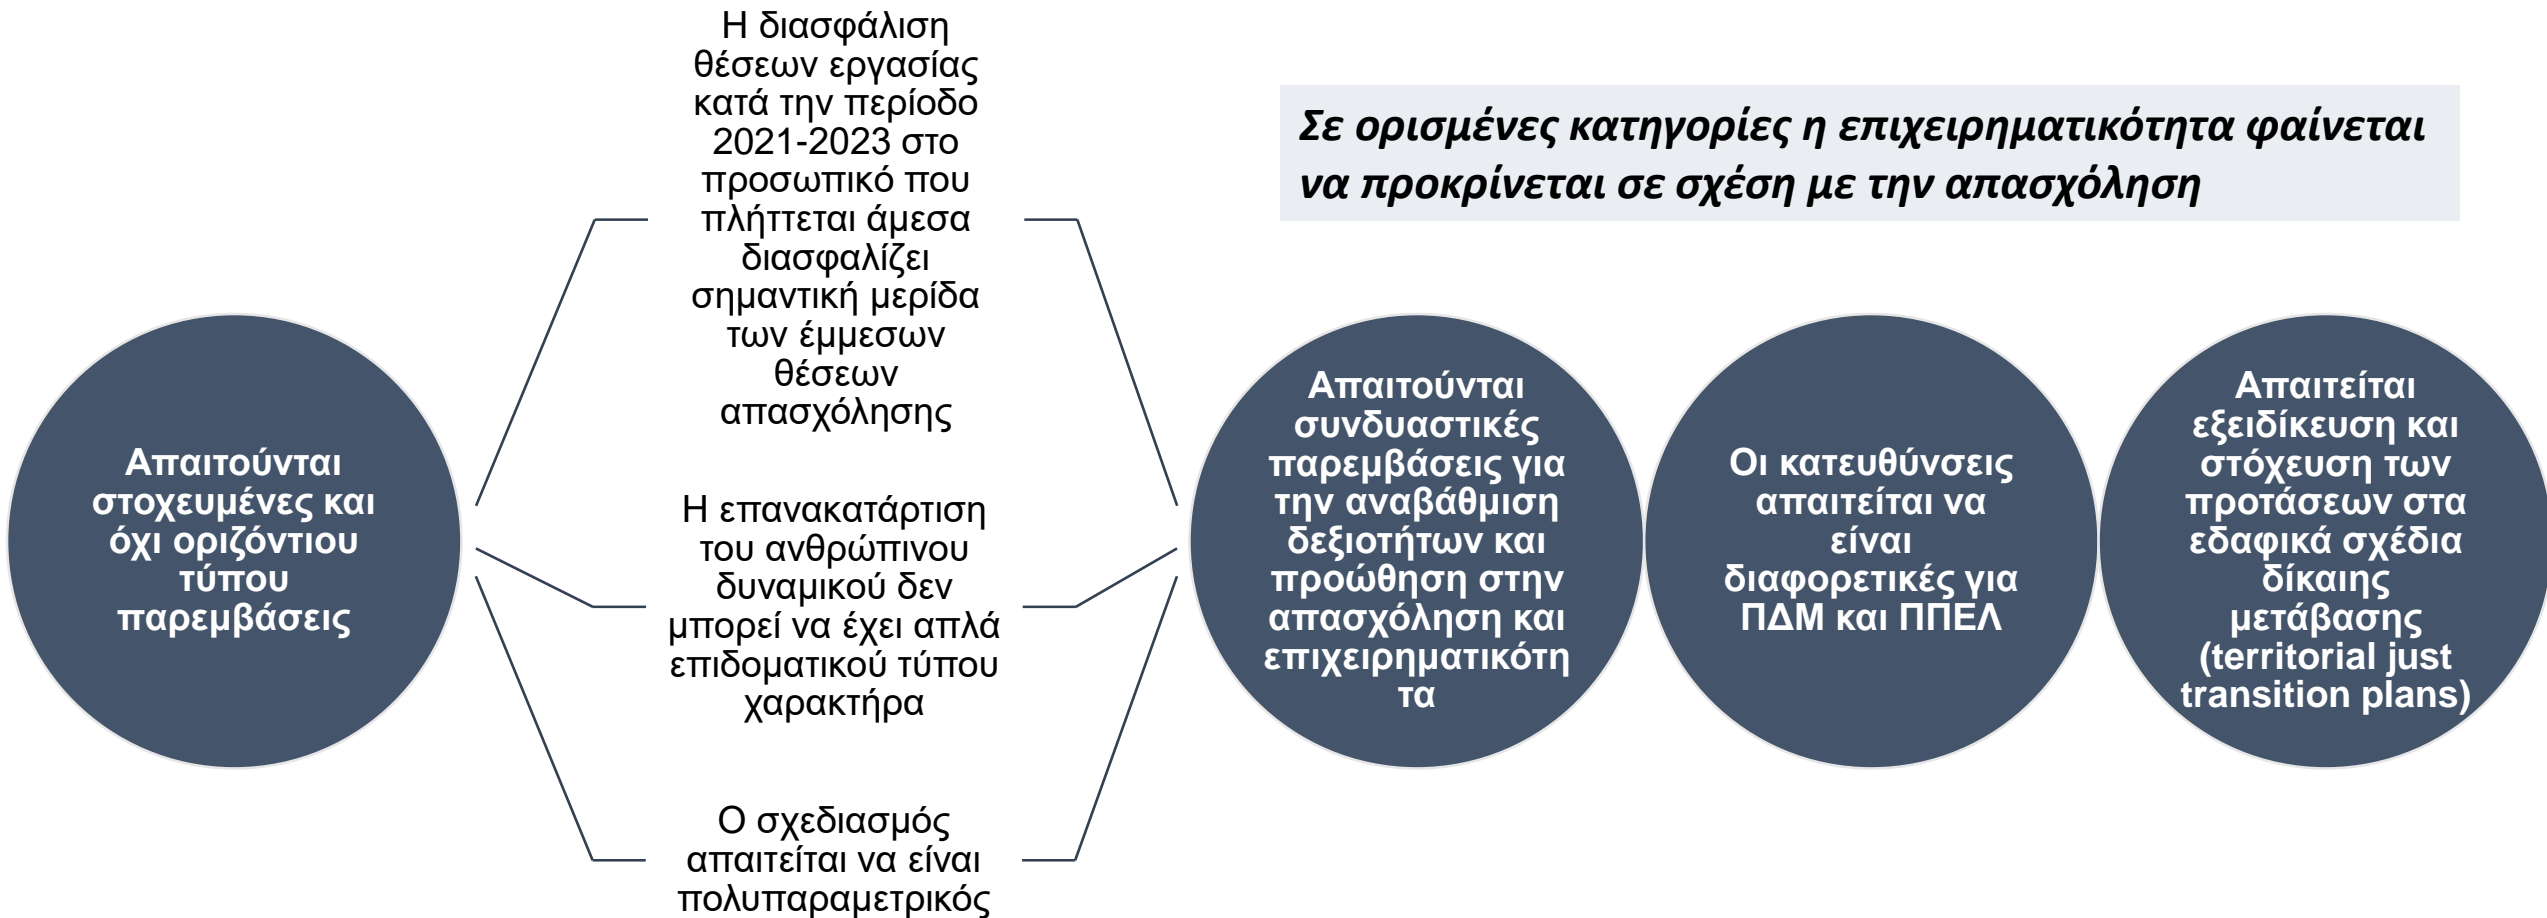 Απαιτούνται
στοχευμένες και
όχι οριζόντιου
τύπου
παρεμβάσεις
Η διασφάλιση
θέσεων εργασίας
κατά την περίοδο
2021-2023 στο
προσωπικό που
πλήττεται άμεσα
διασφαλίζει
σημαντική μερίδα
των έμμεσων
θέσεων
απασχόλησης
Η επανακατάρτιση
του ανθρώπινου
δυναμικού δεν
μπορεί να έχει απλά
επιδοματικού τύπου
χαρακτήρα
Ο σχεδιασμός
απαιτείται να είναι
πολυπαραμετρικός
Σε ορισμένες κατηγορίες η επιχειρηματικότητα φαίνεται
να προκρίνεται σε σχέση με την απασχόληση
Απαιτούνται
συνδυαστικές
παρεμβάσεις για
την αναβάθμιση
δεξιοτήτων και
προώθηση στην
απασχόληση και
επιχειρηματικότη
τα
Οι κατευθύνσεις
απαιτείται να
είναι
διαφορετικές για
ΠΔΜ και ΠΠΕΛ
Απαιτείται
εξειδίκευση και
στόχευση των
προτάσεων στα
εδαφικά σχέδια
δίκαιης
μετάβασης
(territorial just
transition plans)